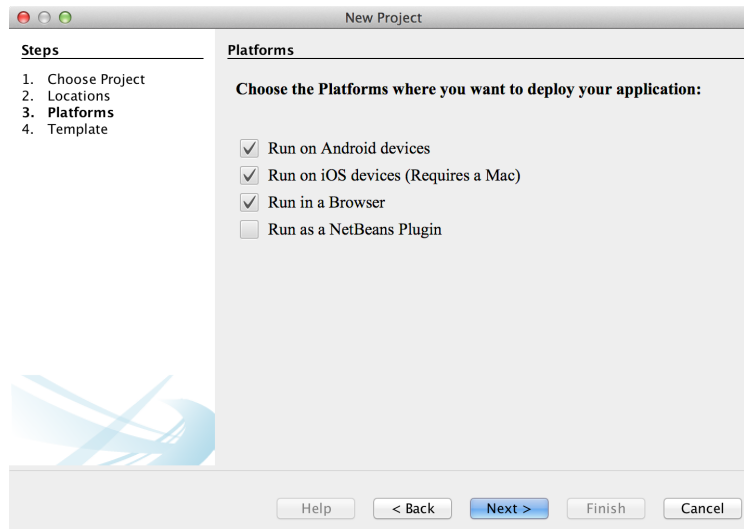 New Project
Steps
1. Choose Project
2. Locations
3. Platforms
4. Template
Platforms
Choose the Platforms where you want to deploy your application:
Run on Android devices
Run on iOS devices (Requires a Mac)
Run in a Browser
Run as a NetBeans Plugin
Help
< Back
Next >
Finish
Cancel